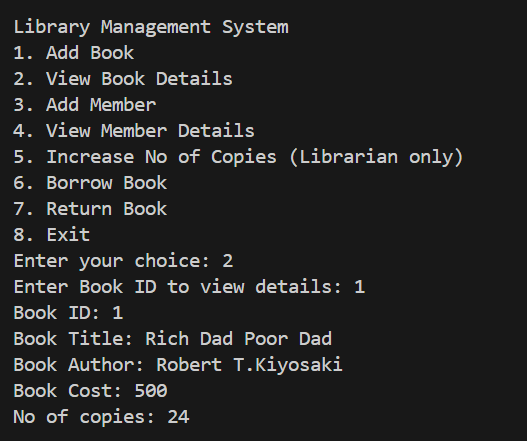 Library Management System
1. Add Book
2. View Book Details
3. Add Member
4. View Member Details
5. Increase No of Copies (Librarian only)
6. Borrow Book
7. Return Book
8. Exit
Enter your choice: 2
Enter Book ID to view details: 1
Book ID: 1
Book Title: Rich Dad Poor Dad
Book Author: Robert T.Kiyosaki
Book Cost: 500
No of copies: 24